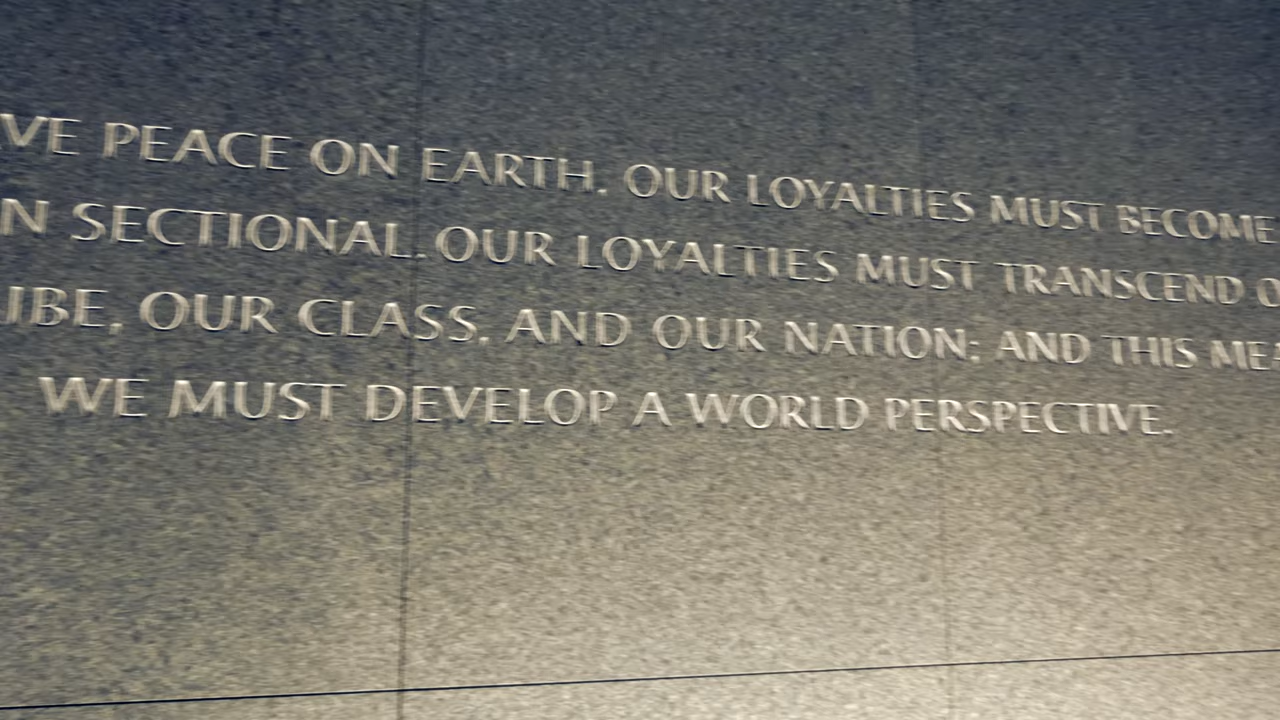 VE PEACE ON EARTH, OUR LOYALTIES MUST BECOME
N SECTIONAL. OUR LOYALTIES MUST TRANSCEND O
IBE, OUR CLASS, AND OUR NATION; AND THIS MEA
WE MUST DEVELOP A WORLD PERSPECTIVE.